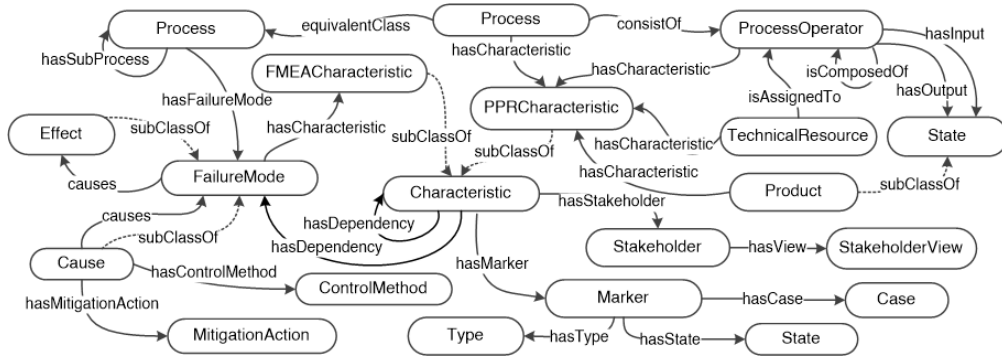 Process
equivalentClass
Process
consistOf
ProcessOperator
hasInput
hasSubProcess
hasCharacteristic
FMEACharacteristic
hasCharacteristic
isComposedOf
hasOutput
hasFailureMode
PPRCharacteristic
isAssignedTo
Effect
subClassOf
hasCharacteristic
subClassOf
subClassOf
hasCharacteristic
TechnicalResource
State
hasCharacteristic
causes
FailureMode
Characteristic
Product
subClassOf
hasStakeholder
causes
hasDependency
subClassOf
hasDependency
Stakeholder
hasView
StakeholderView
Cause
hasControlMethod
hasMarker
ControlMethod
Marker
hasCase
Case
hasMitigationAction
MitigationAction
Type
hasType
hasState
State